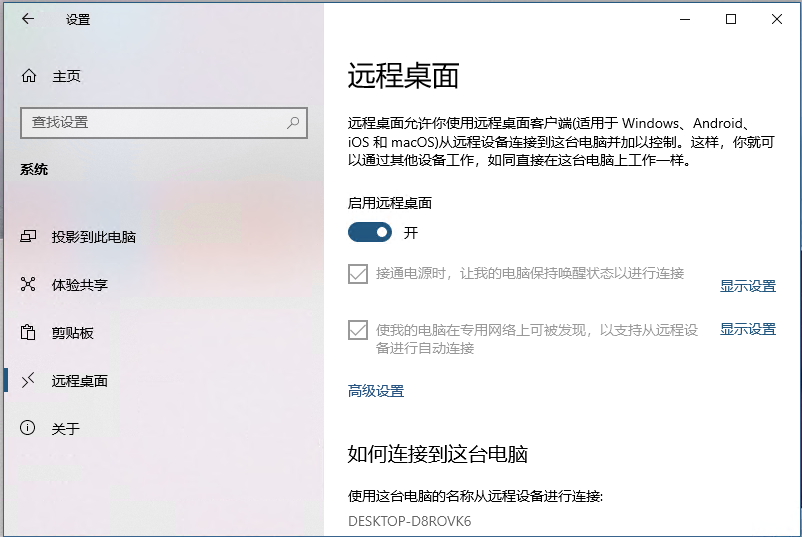 设置
主页
查找设置
系统
投影到此电脑
体验共享
剪贴板
远程桌面
关于
远程桌面
远程桌面允许你使用远程桌面客户端(适用于 Windows、Android、
iOS 和 macOS)从远程设备连接到这台电脑并加以控制。这样，你就可
以通过其他设备工作，如同直接在这台电脑上工作一样。
启用远程桌面
开
接通电源时，让我的电脑保持唤醒状态以进行连接
显示设置
使我的电脑在专用网络上可被发现，以支持从远程设
备进行自动连接
显示设置
高级设置
如何连接到这台电脑
使用这台电脑的名称从远程设备进行连接:
DESKTOP-D8ROVK6